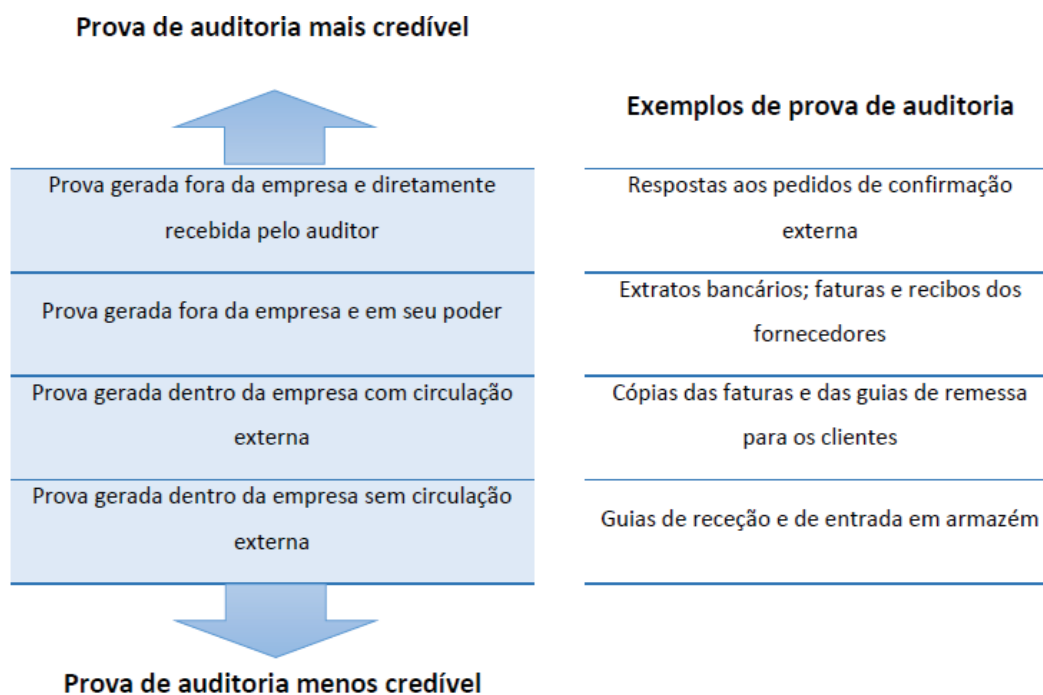 Prova de auditoria mais credível
Exemplos de prova de auditoria
Prova gerada fora da empresa e diretamente
recebida pelo auditor
Respostas aos pedidos de confirmação
externa
Prova gerada fora da empresa e em seu poder
Extratos bancários; faturas e recibos dos
fornecedores
Prova gerada dentro da empresa com circulação
externa
Cópias das faturas e das guias de remessa
para os clientes
Prova gerada dentro da empresa sem circulação
externa
Guias de receção e de entrada em armazém
Prova de auditoria menos credível